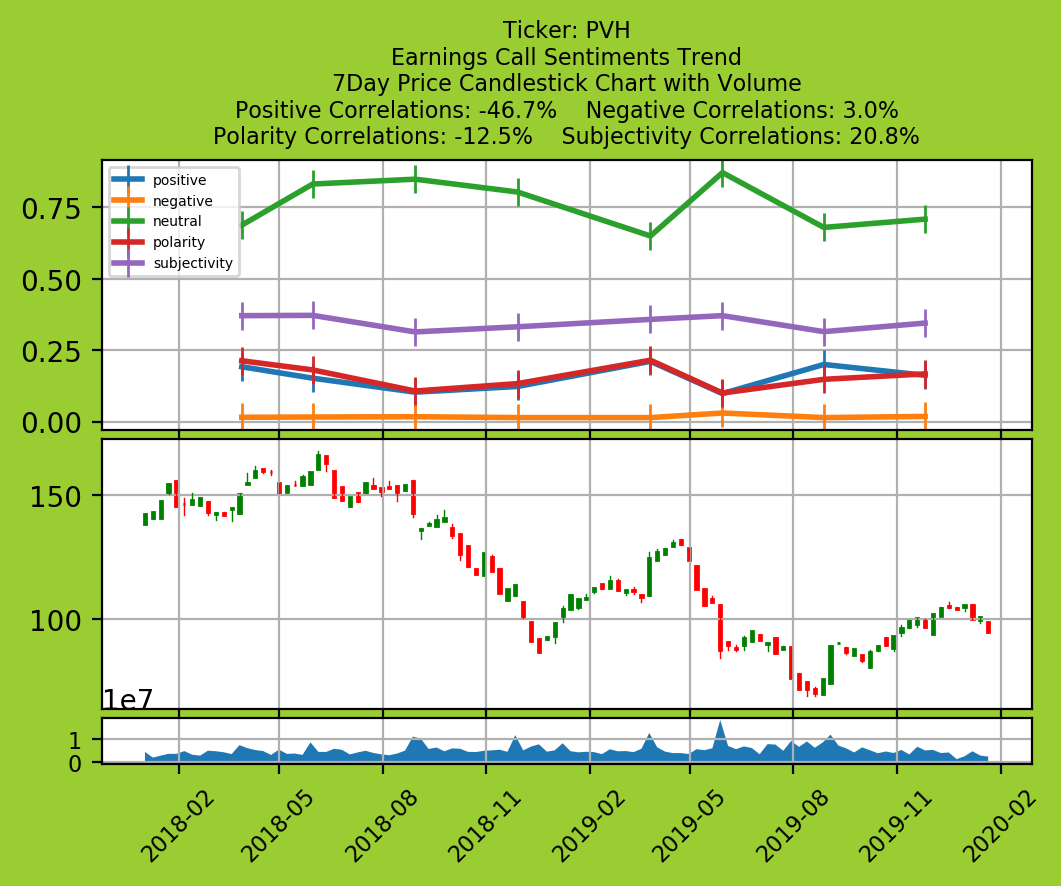 Ticker: PVH
Earnings Call Sentiments Trend
7Day Price Candlestick Chart with Volume
Positive Correlations: -46.7%    Negative Correlations: 3.0%
Polarity Correlations: -12.5%    Subjectivity Correlations: 20.8%
positive
negative
neutral
polarity
subjectivity
0.75
0.50
0.25
0.00
150
100
1e7
1
0
2018-02
2018-05
2018-08
2018-11
2019-02
2019-05
2019-08
2019-11
2020-02